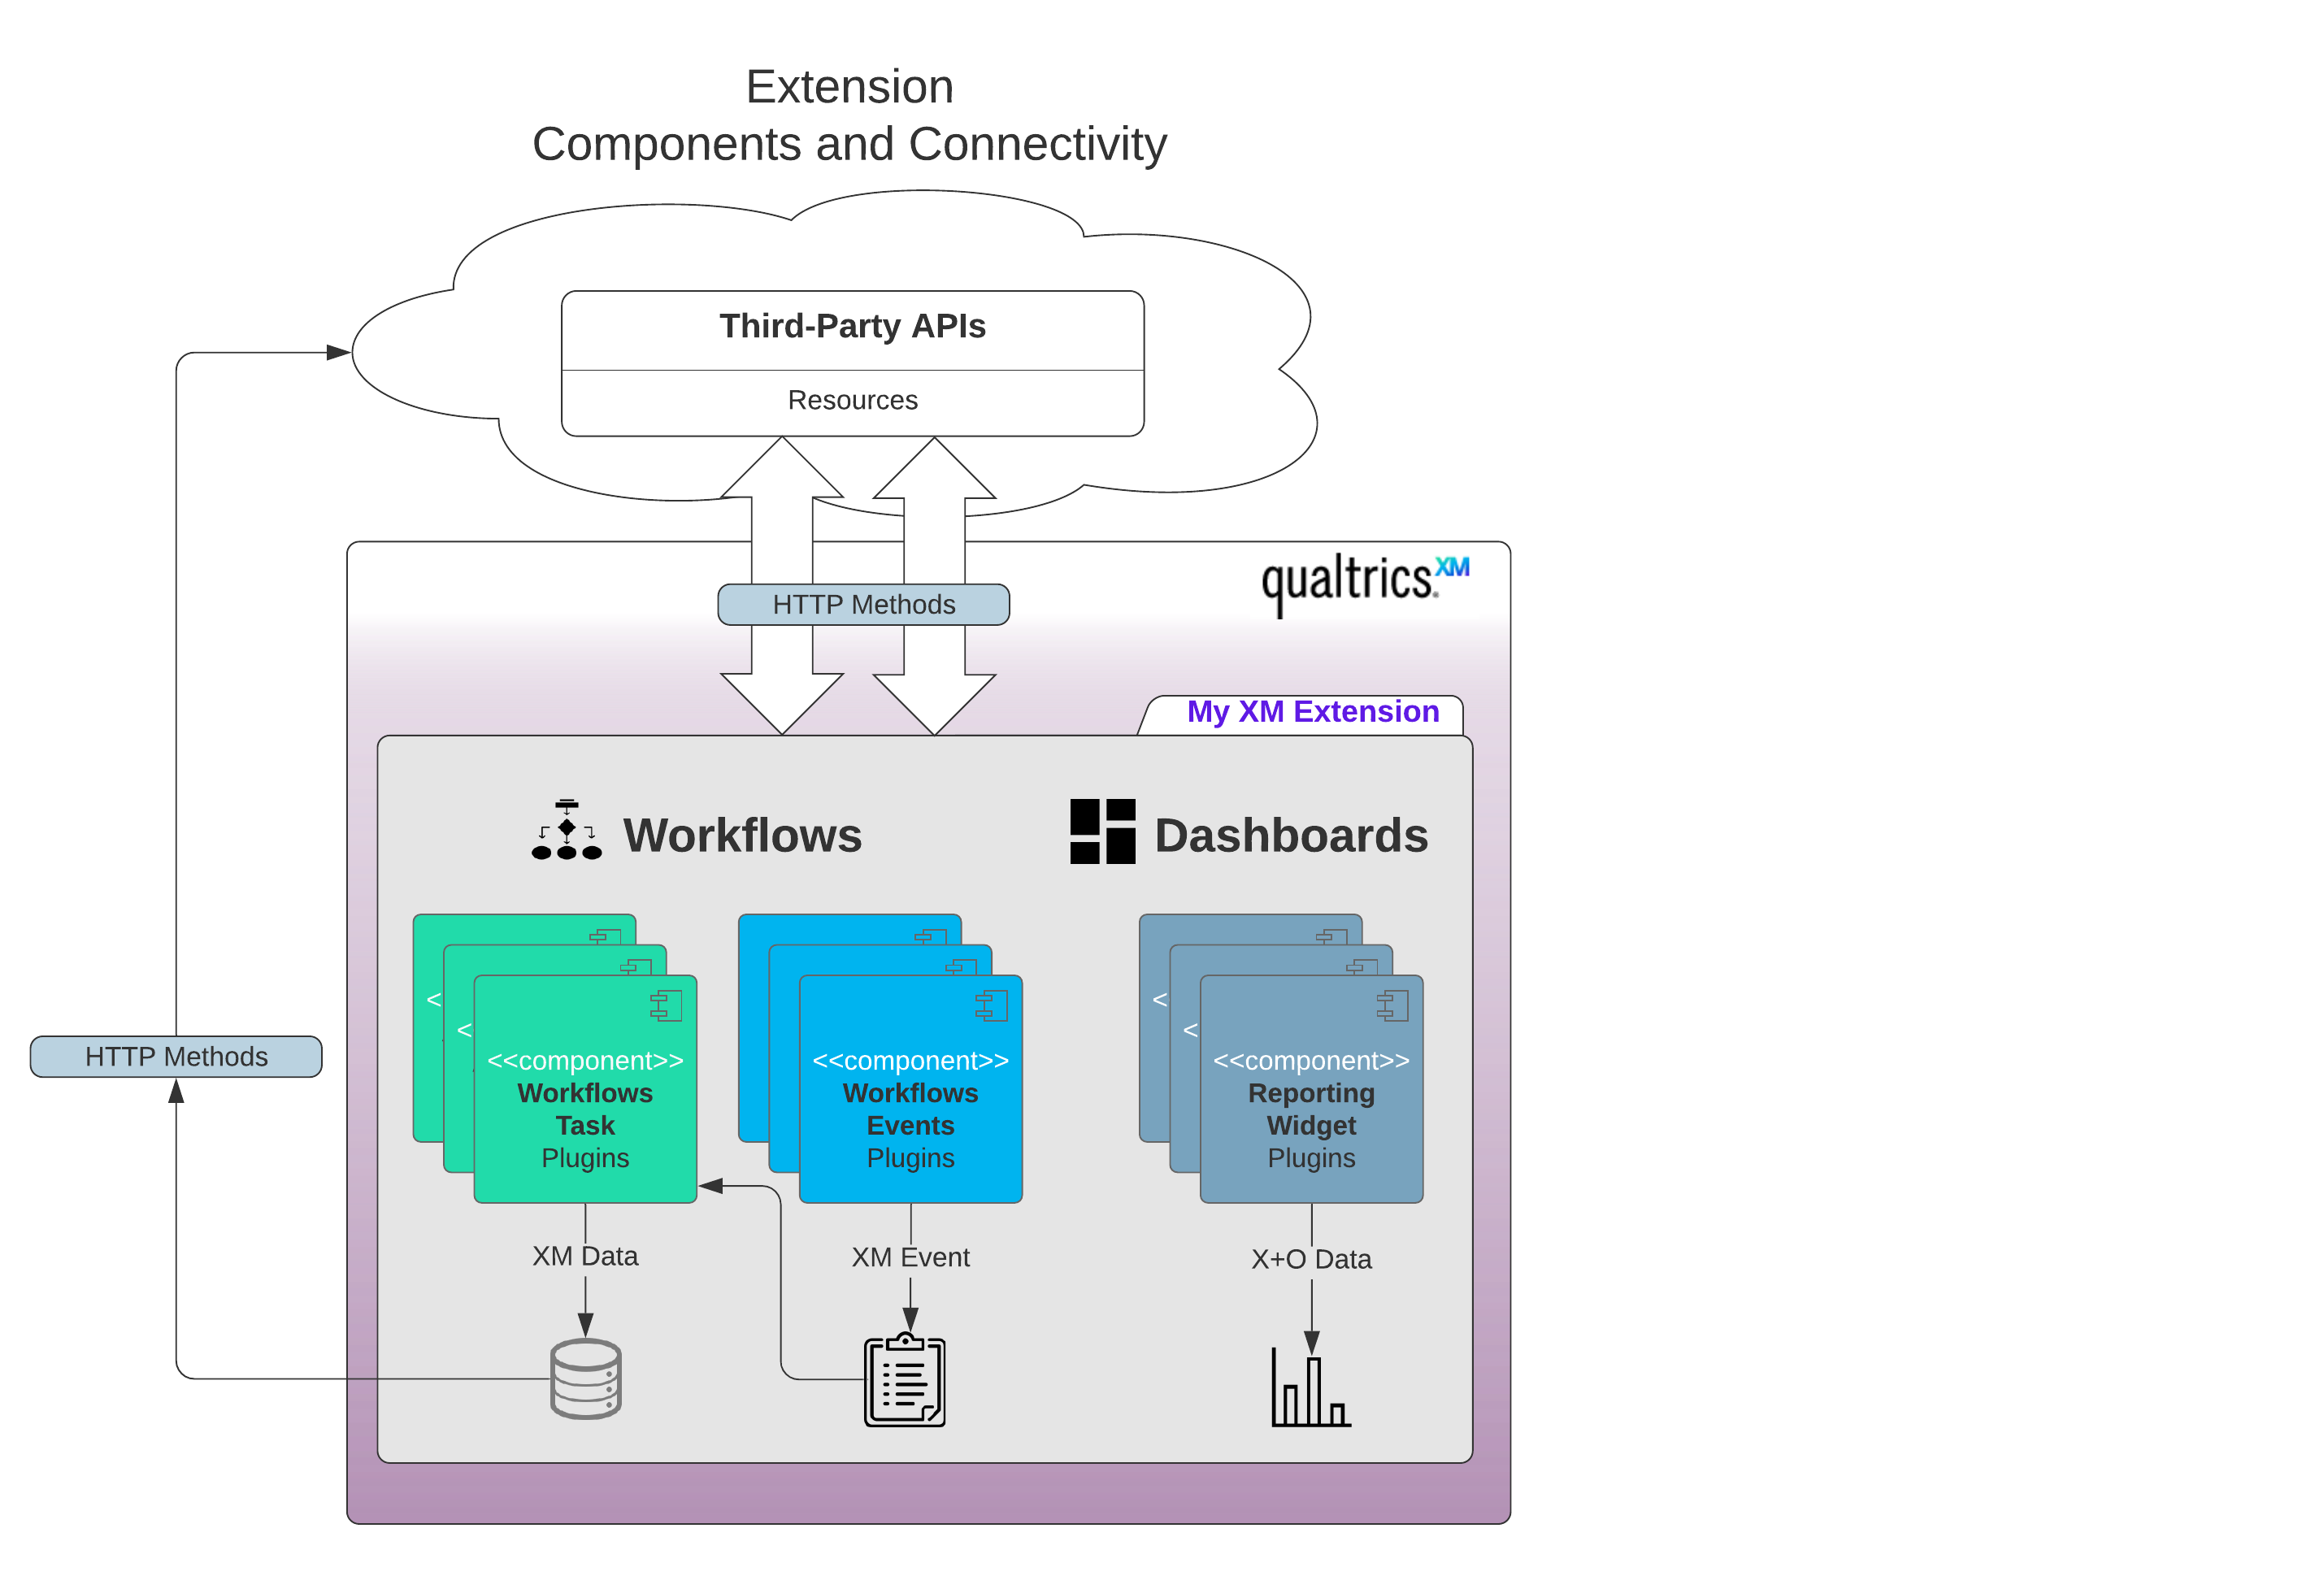 Extension
Components and Connectivity
Third-Party APIs
Resources
HTTP Methods
qualtrics.XM
My XM Extension
Workflows
Dashboards
<
<
<<component>>
Workflows
Task
Plugins
<<component>>
Workflows
Events
Plugins
<
<
<<component>>
Reporting
Widget
Plugins
HTTP Methods
XM Data
XM Event
X+O Data